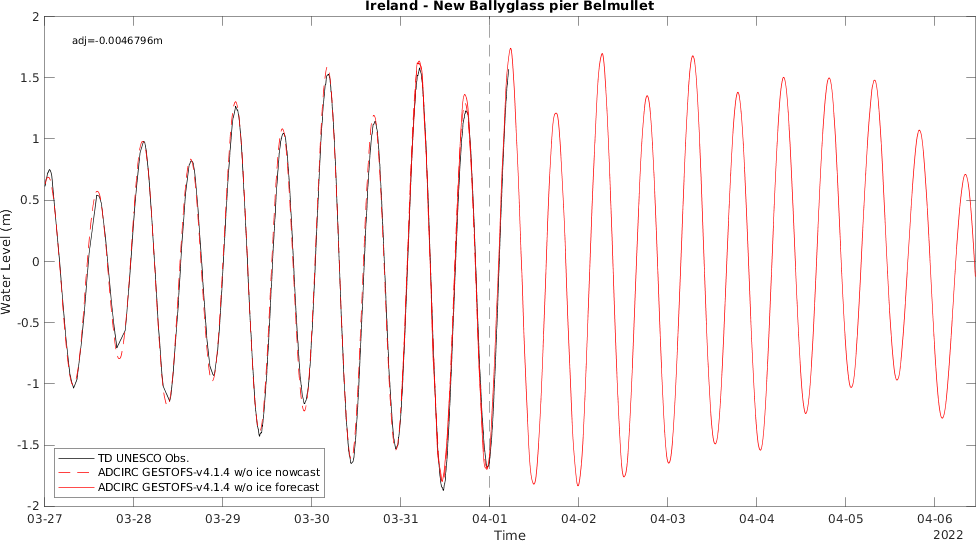 Ireland - New Ballyglass pier Belmullet
adj=-0.0046796m
2
1.5
1
0.5
0
-0.5
-1
-1.5
-2
Water Level (m)
TD UNESCO Obs.
ADCIRC GESTOFS-v4.1.4 w/o ice nowcast
ADCIRC GESTOFS-v4.1.4 w/o ice forecast
03-27 03-28 03-29 03-30 03-31 04-01 04-02 04-03 04-04 04-05 04-06
Time
2022